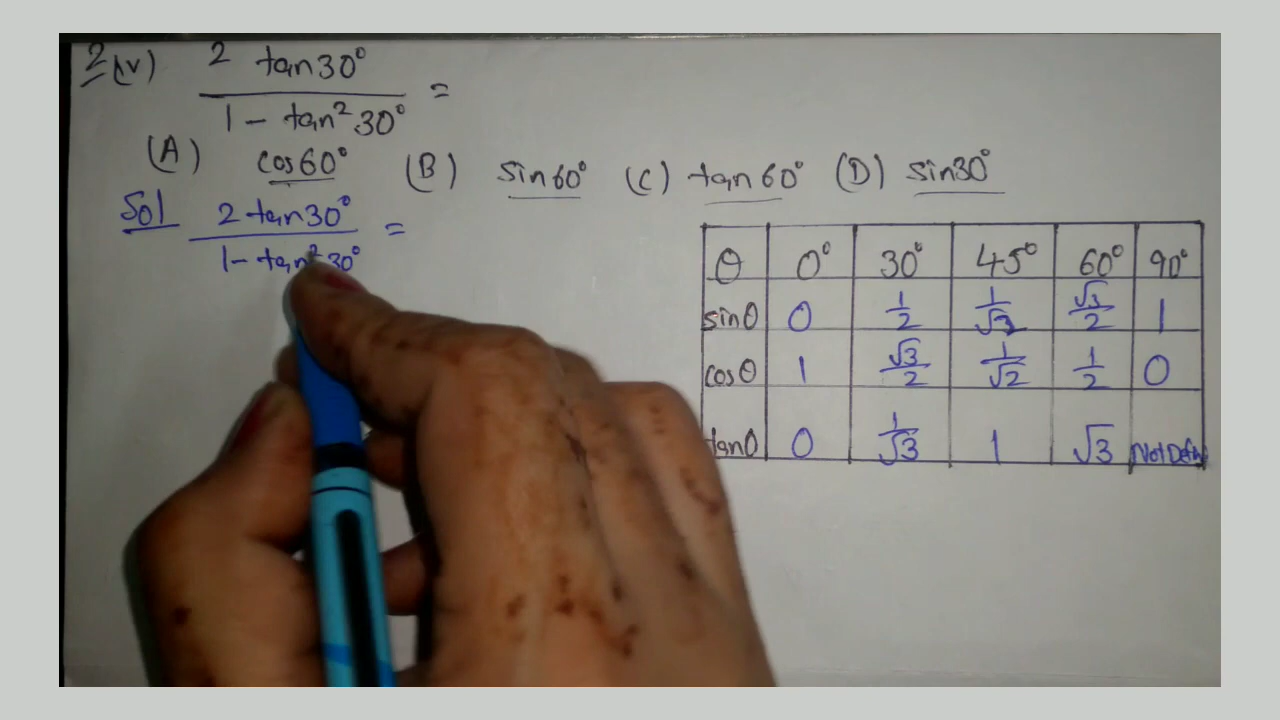 2(iv) 2 tan30°
1 - tan²30° =
(A) cos60° (B) sin60° (C) tan60° (D) sin30°
Sol 2 tan30°
1 - tan²30° =
θ 0° 30° 45° 60° 90°
sinθ 0 1/2 1/√2 √3/2 1
cosθ 1 √3/2 1/√2 1/2 0
tanθ 0 1/√3 1 √3 Not Defi